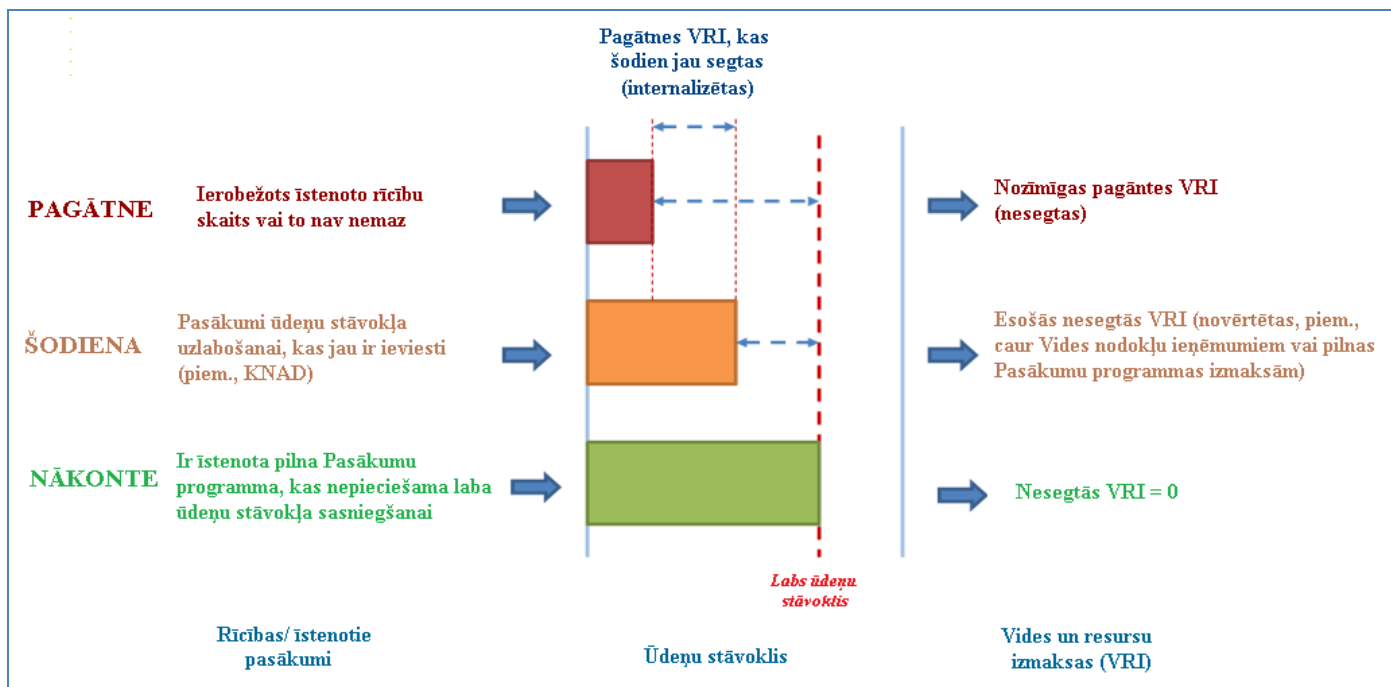 Pagātnes VRI, kas
šodien jau segtas
(internalizētas)
PAGĀTNE
Ierobežots īstenoto rīcību
skaits vai to nav nemaz
Nozīmīgas pagāntes VRI
(nesegtas)
ŠODIENA
Pasākumi ūdeņu stāvokļa
uzlabošanai, kas jau ir ieviesti
(piem., KNAD)
Esošās nesegtās VRI (novērtētas, piem.,
caur Vides nodokļu ieņēmumiem vai pilnas
Pasākumu programmas izmaksām)
NĀKONTE
Ir īstenota pilna Pasākumu
programma, kas nepieciešama laba
ūdeņu stāvokļa sasniegšanai
Nesegtās VRI = 0
Labs ūdeņu
stāvoklis
Rīcības/ īstenotie
pasākumi
Ūdeņu stāvoklis
Vides un resursu
izmaksas (VRI)